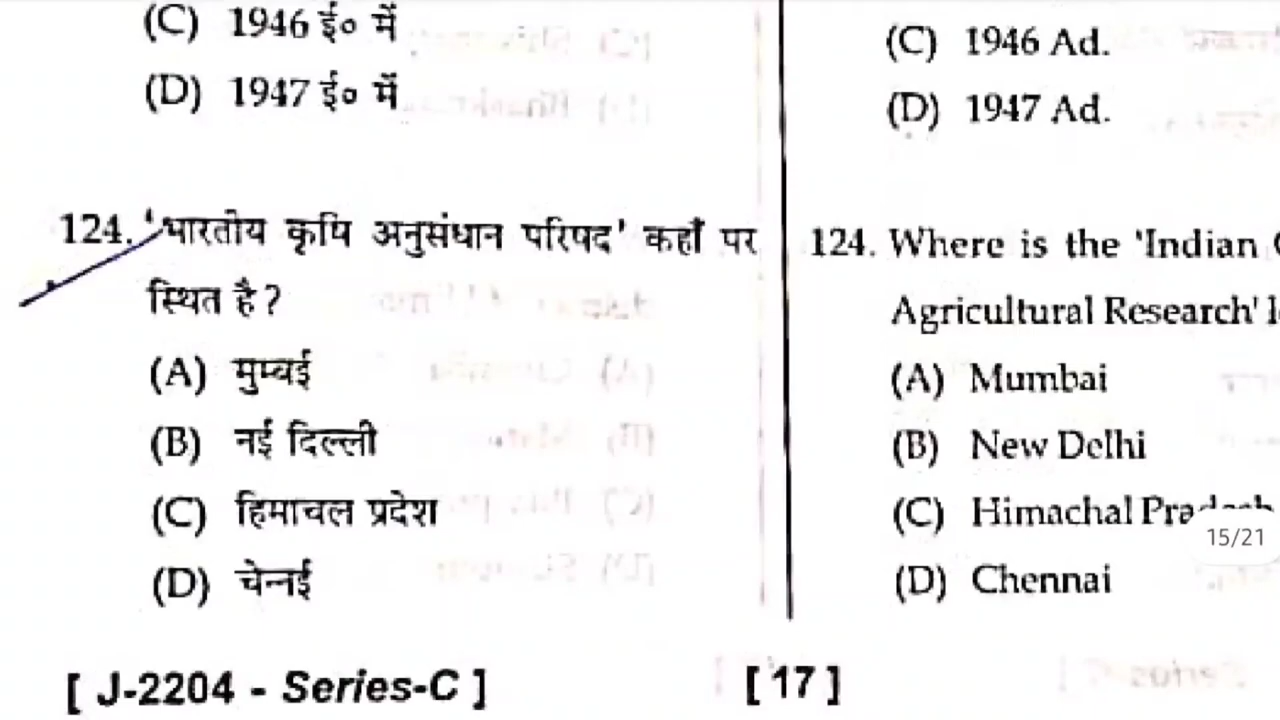 (C) 1946 ई० में
(D) 1947 ई० में
124. 'भारतीय कृषि अनुसंधान परिषद' कहाँ पर
स्थित है ?
(A) मुम्बई
(B) नई दिल्ली
(C) हिमाचल प्रदेश
(D) चेन्नई
[ J-2204 - Series-C ]
[ 17 ]
(C) 1946 Ad.
(D) 1947 Ad.
124. Where is the 'Indian
Agricultural Research'
(A) Mumbai
(B) New Delhi
(C) Himachal
(D) Chennai
15/21